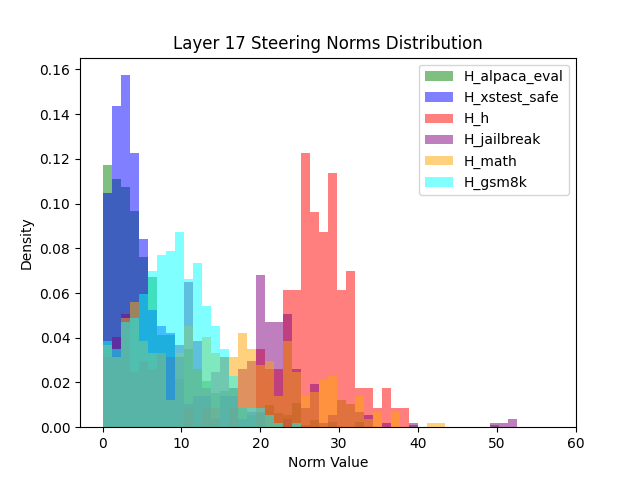 Layer 17 Steering Norms Distribution
0.16
0.14
0.12
0.10
0.08
0.06
0.04
0.02
0.00
Density
H_alpaca_eval
H_xstest_safe
H_h
H_jailbreak
H_math
H_gsm8k
0 10 20 30 40 50 60
Norm Value